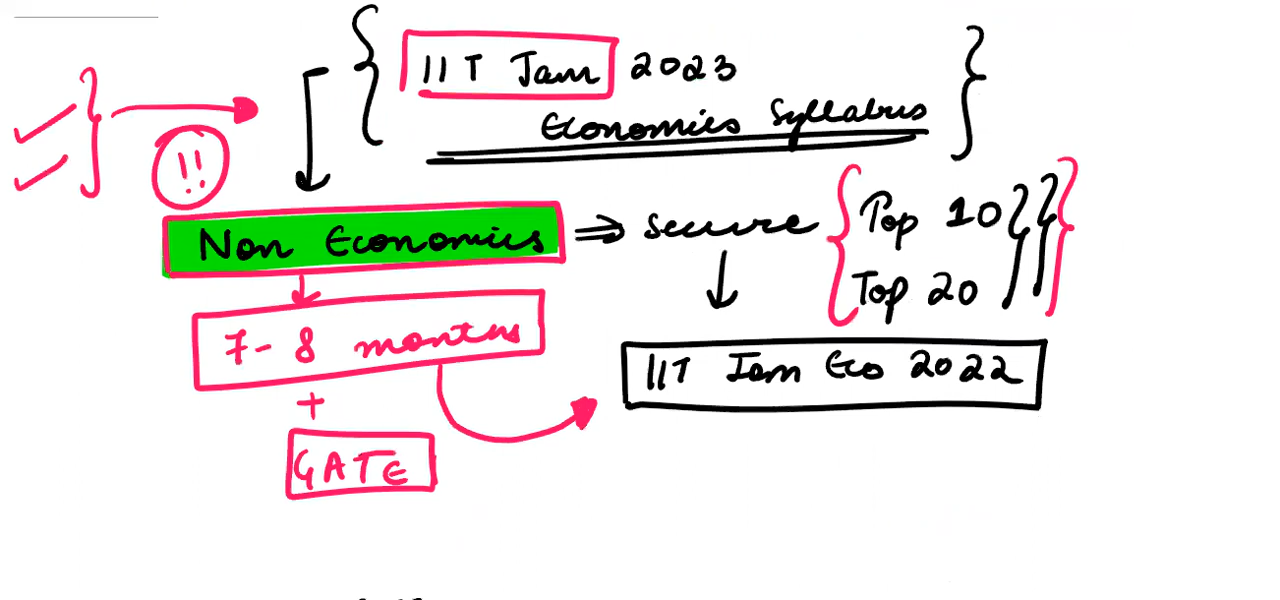 IIT Jam 2023
Economics Syllabus
!!
Non Economics ⇒ secure { Top 10
Top 20
7-8 months
IIT Jam Eco 2022
+
GATE